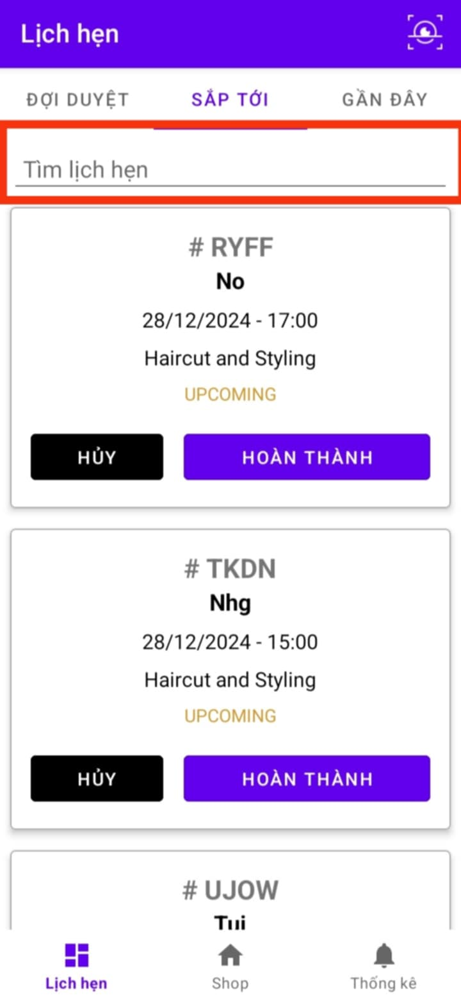 Lịch hẹn
ĐỢI DUYỆT SẮP TỚI GẦN ĐÂY
Tìm lịch hẹn
# RYFF
No
28/12/2024 - 17:00
Haircut and Styling
UPCOMING
HỦY HOÀN THÀNH
# TKDN
Nhg
28/12/2024 - 15:00
Haircut and Styling
UPCOMING
HỦY HOÀN THÀNH
# UJOW
Tui
Lịch hẹn Shop Thống kê